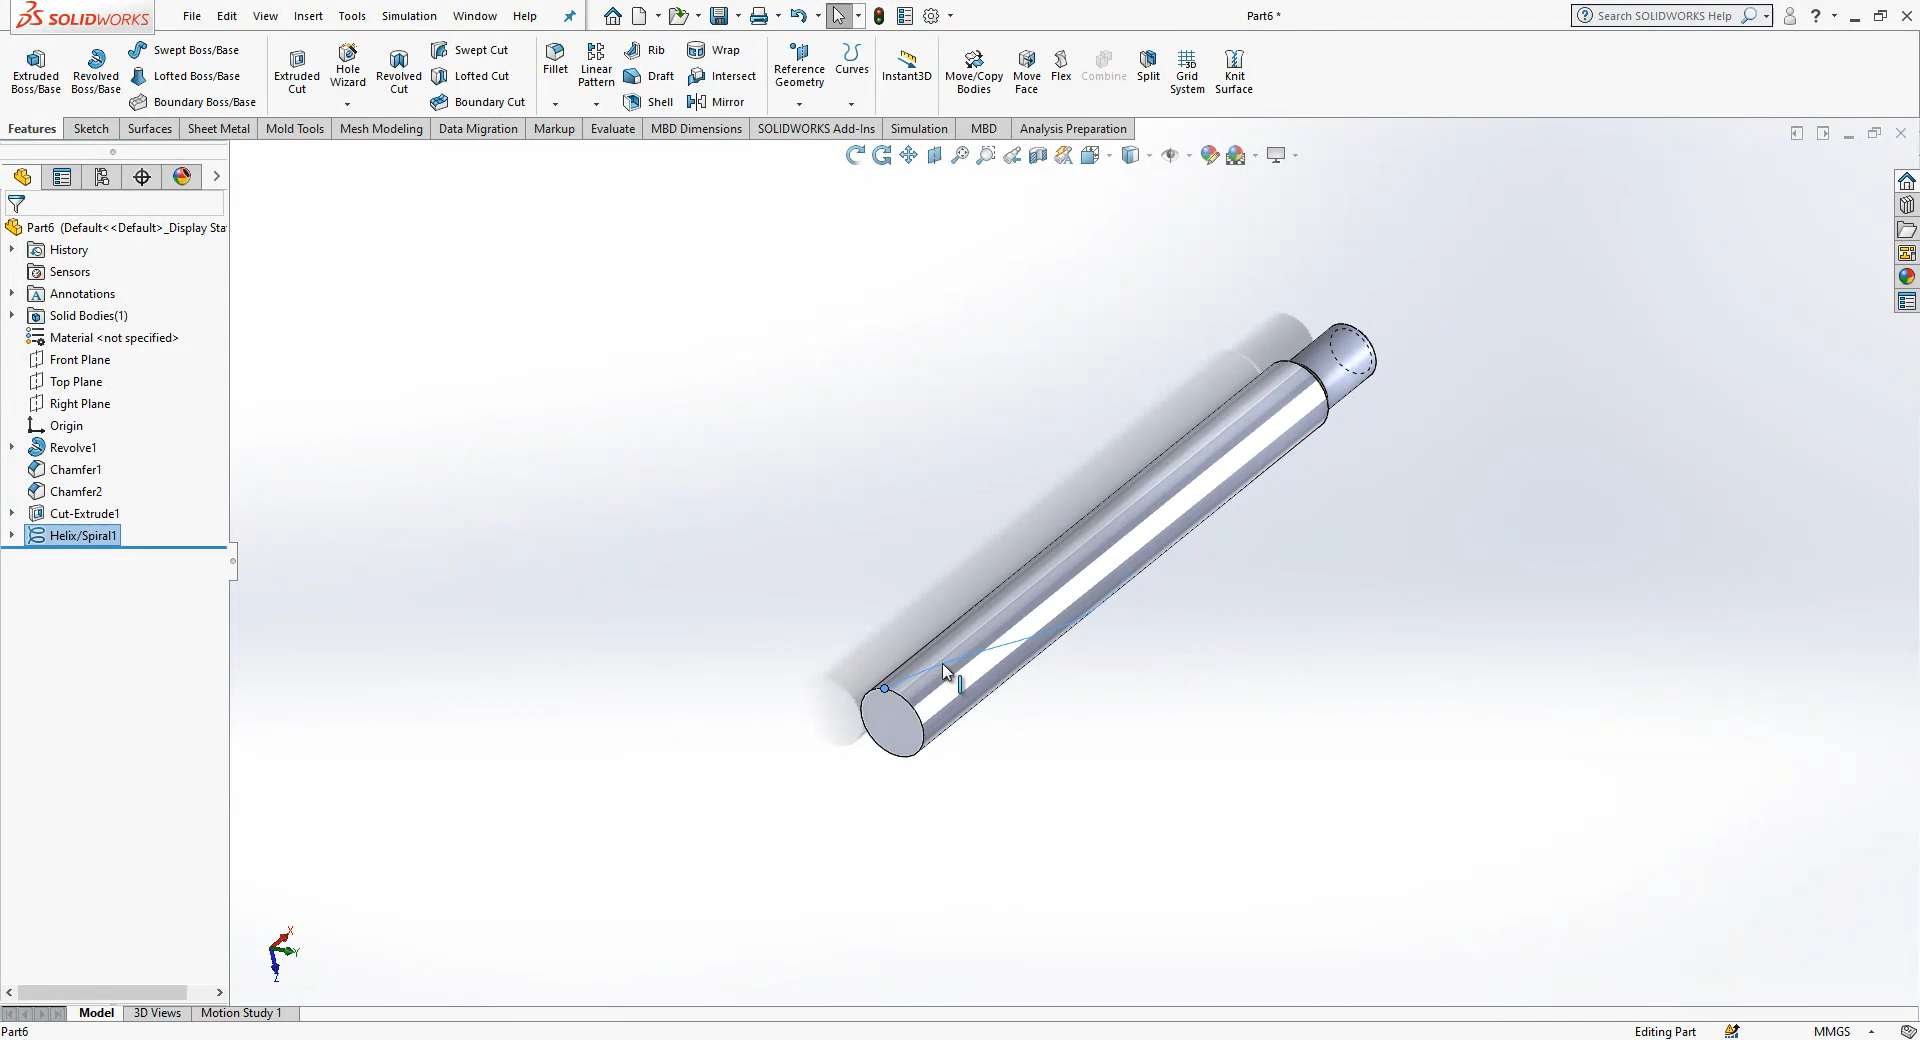 SOLIDWORKS File Edit View Insert Tools Simulation Window Help Part6 * Search SOLIDWORKS Help ?
Extruded Boss/Base
Revolved Boss/Base
Swept Boss/Base
Lofted Boss/Base
Boundary Boss/Base
Extruded Cut
Hole Wizard
Revolved Cut
Swept Cut
Lofted Cut
Boundary Cut
Fillet
Linear Pattern
Rib
Draft
Shell
Wrap
Intersect
Mirror
Reference Geometry
Curves
Instant3D
Move/Copy Bodies
Move Face
Flex
Combine
Split
Grid System
Knit Surface
Features Sketch Surfaces Sheet Metal Mold Tools Mesh Modeling Data Migration Markup Evaluate MBD Dimensions SOLIDWORKS Add-Ins Simulation MBD Analysis Preparation
Part6 (Default<<Default>_Display Sta
History
Sensors
Annotations
Solid Bodies(1)
Material <not specified>
Front Plane
Top Plane
Right Plane
Origin
Revolve1
Chamfer1
Chamfer2
Cut-Extrude1
Helix/Spiral1
X
Y
Z
Model 3D Views Motion Study 1
Part6 Editing Part MMGS